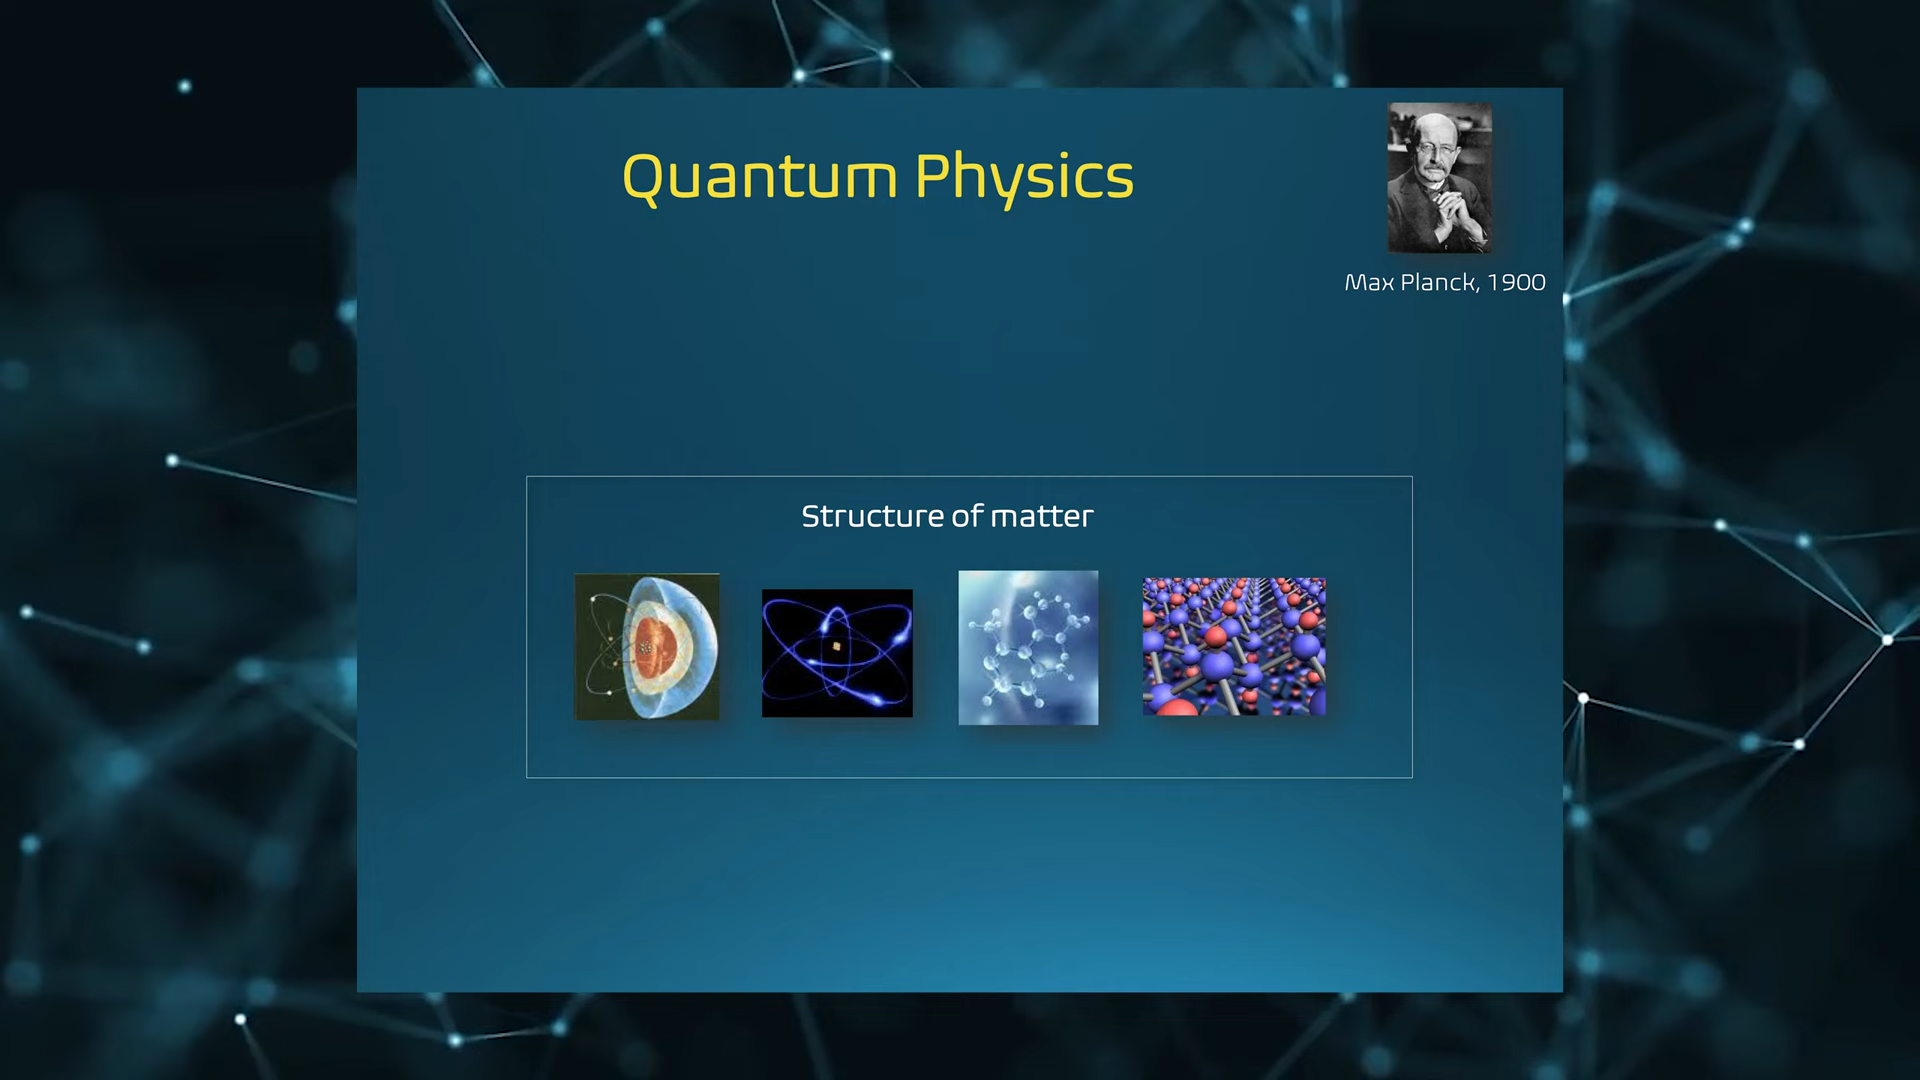 Quantum Physics
Max Planck, 1900
Structure of matter